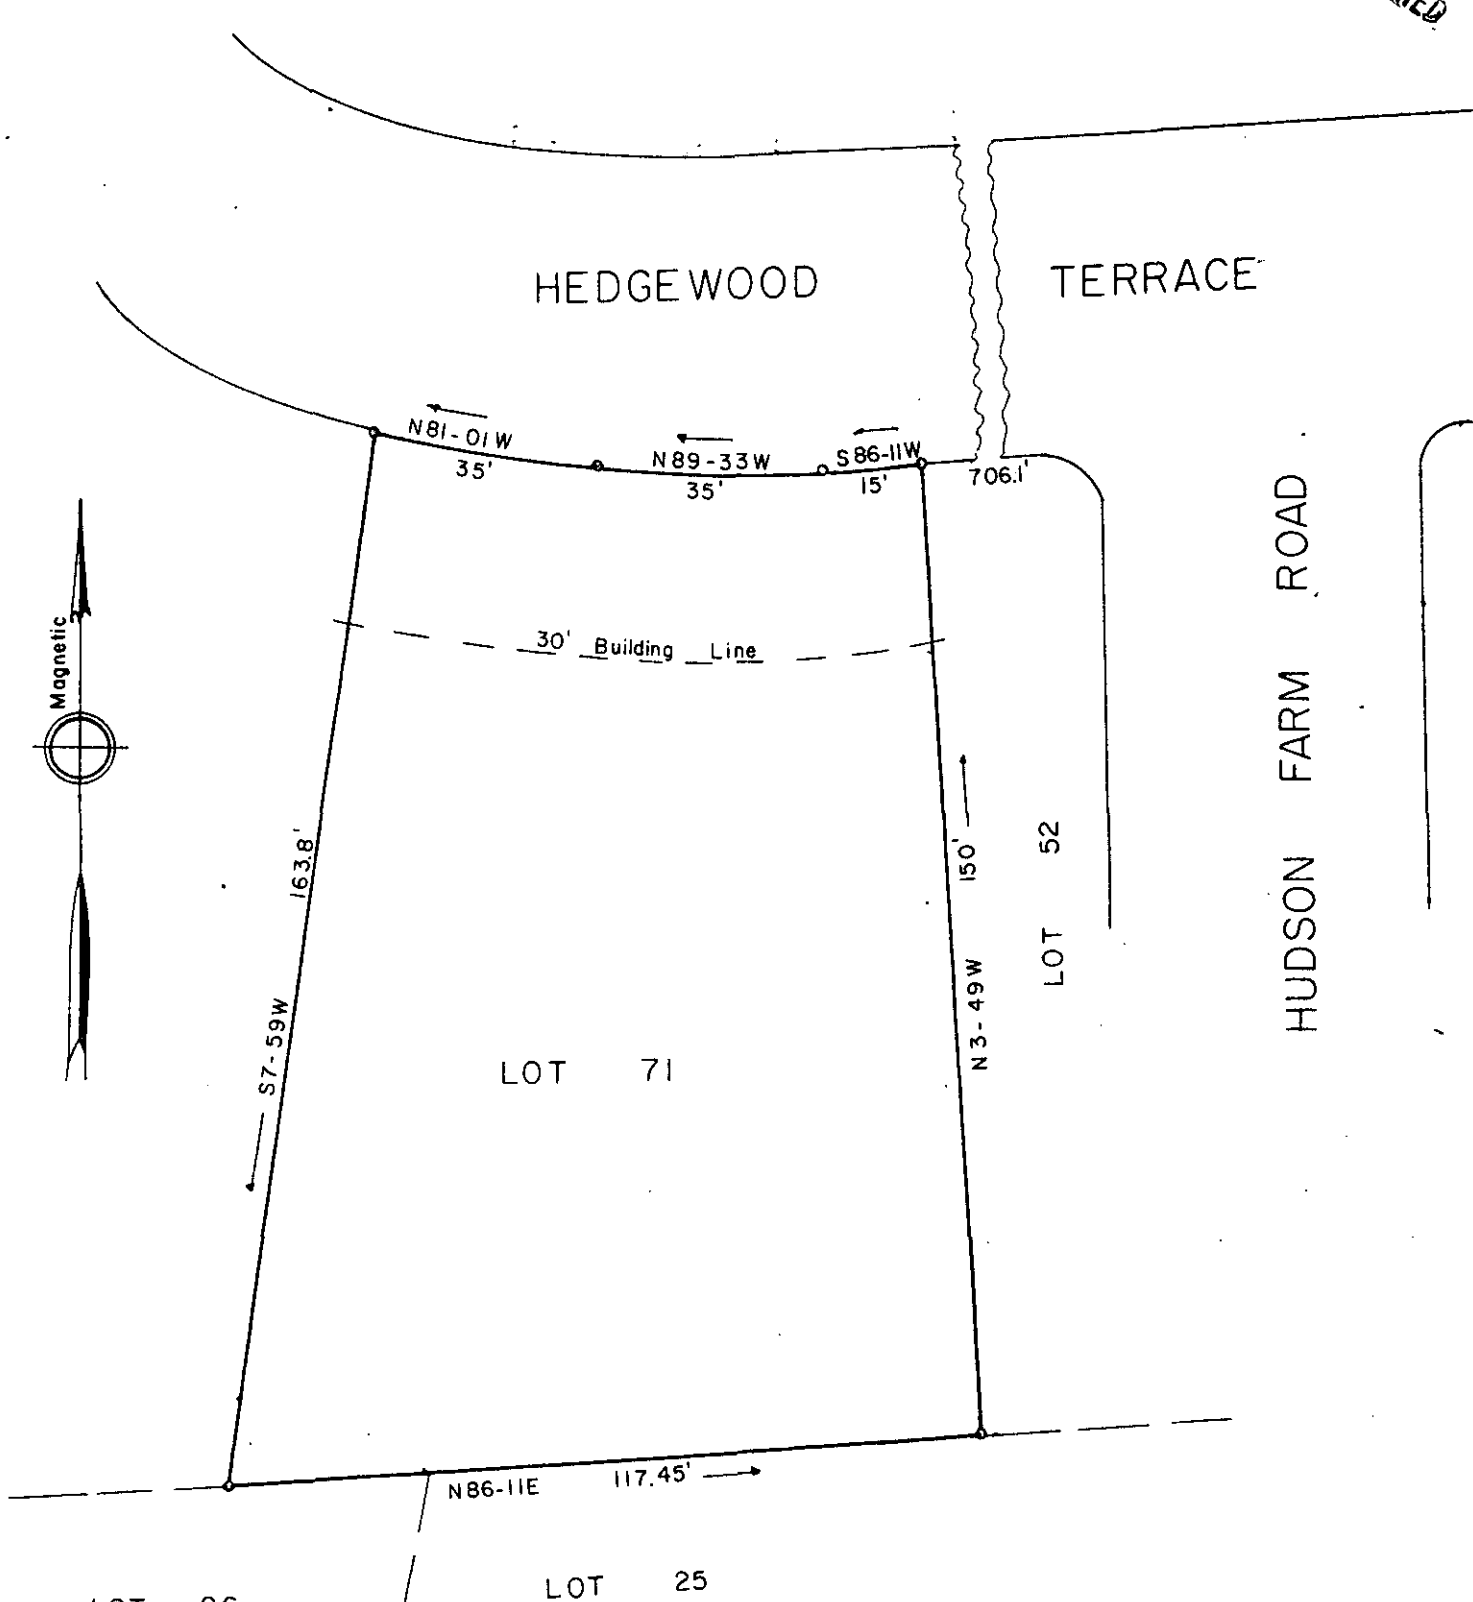 HEDGEWOOD TERRACE
N81-01W
35'
N89-33W
35'
S86-11W
15'
706.1'
30' Building Line
Magnetic
163.8'
S7-59W
150'
N3-49W
LOT 52
HUDSON FARM ROAD
LOT 71
N86-11E 117.45'
LOT 25